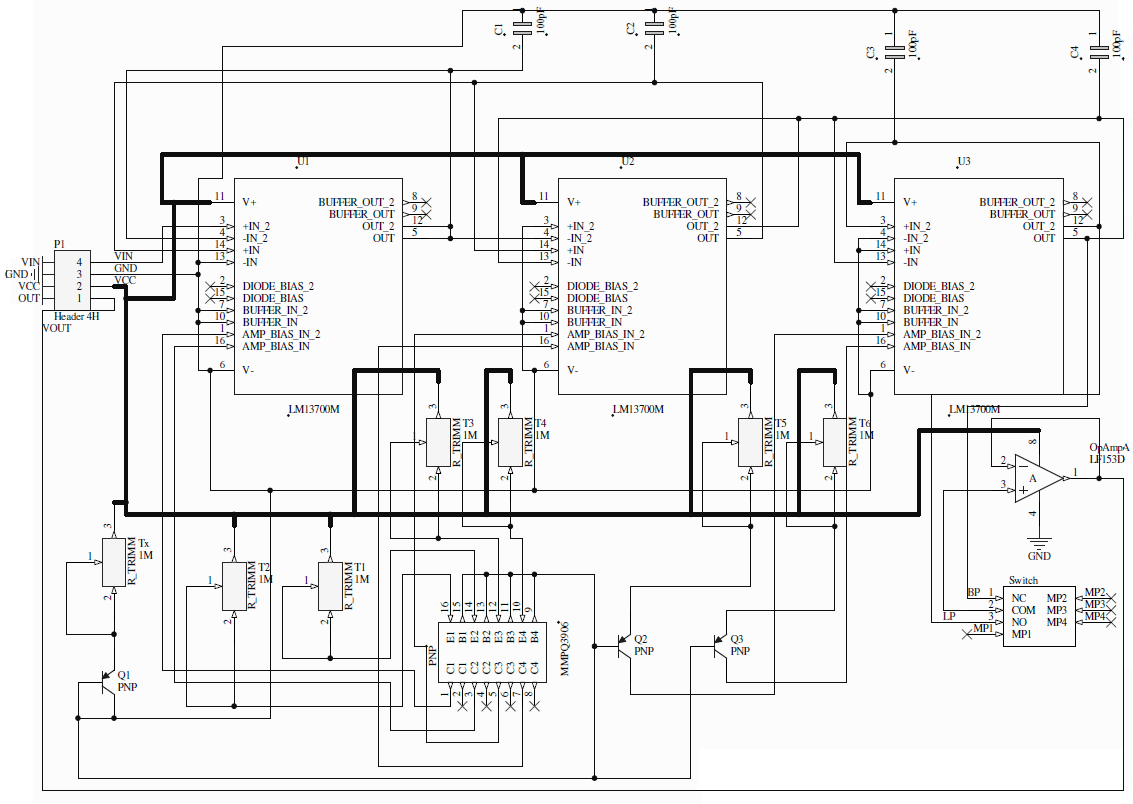 C1
100pF
2
C2
100pF
2
C3
1
100pF
2
C4
1
100pF
2
U1
11 V+
BUFFER_OUT_2 8
BUFFER_OUT 9
3 +IN_2
OUT_2 12
4 -IN_2
OUT 5
14 +IN
13 -IN
2 DIODE_BIAS_2
15 DIODE_BIAS
7 BUFFER_IN_2
10 BUFFER_IN
1 AMP_BIAS_IN_2
16 AMP_BIAS_IN
6 V-
LM13700M
U2
11 V+
BUFFER_OUT_2 8
BUFFER_OUT 9
3 +IN_2
OUT_2 12
4 -IN_2
OUT 5
14 +IN
13 -IN
2 DIODE_BIAS_2
15 DIODE_BIAS
7 BUFFER_IN_2
10 BUFFER_IN
1 AMP_BIAS_IN_2
16 AMP_BIAS_IN
6 V-
LM13700M
U3
11 V+
BUFFER_OUT_2 8
BUFFER_OUT 9
3 +IN_2
OUT_2 12
4 -IN_2
OUT 5
14 +IN
13 -IN
2 DIODE_BIAS_2
15 DIODE_BIAS
7 BUFFER_IN_2
10 BUFFER_IN
1 AMP_BIAS_IN_2
16 AMP_BIAS_IN
6 V-
LM13700M
P1
VIN 4 VIN
GND 3 GND
VCC 2 VCC
OUT 1
Header 4H
VOUT
3
T3
1M
1
R_TRIMM
2
3
T4
1M
1
R_TRIMM
2
3
T5
1M
1
R_TRIMM
2
3
T6
1M
1
R_TRIMM
2
OpAmpA
LF153D
8
2
A
1
3
4
GND
3
Tx
1M
1
R_TRIMM
2
3
T2
1M
1
R_TRIMM
2
3
T1
1M
1
R_TRIMM
2
16 15 14 13 12 11 10 9
E1 B1 E2 B2 E3 B3 E4 B4
PNP
MMPQ3906
C1 C1 C2 C2 C3 C3 C4 C4
1 2 3 4 5 6 7 8
Q1
PNP
Q2
PNP
Q3
PNP
Switch
BP 1 NC MP2 MP2
2 COM MP3 MP3
LP 3 NO MP4 MP4
MP1 MP1